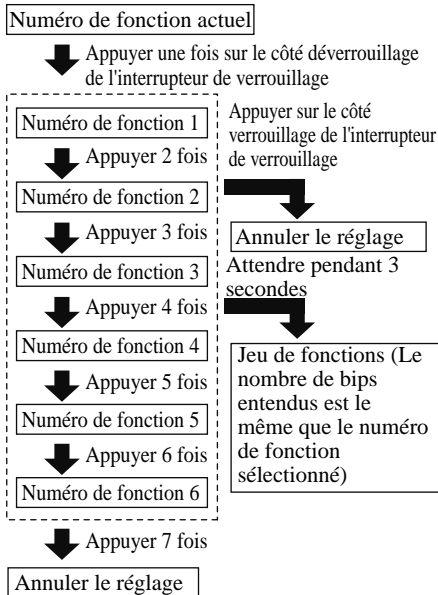 Numéro de fonction actuel
Appuyer une fois sur le côté déverrouillage
de l'interrupteur de verrouillage
Numéro de fonction 1
Appuyer 2 fois
Numéro de fonction 2
Appuyer 3 fois
Numéro de fonction 3
Appuyer 4 fois
Numéro de fonction 4
Appuyer 5 fois
Numéro de fonction 5
Appuyer 6 fois
Numéro de fonction 6
Appuyer 7 fois
Annuler le réglage
Appuyer sur le côté
verrouillage de l'interrupteur
de verrouillage
Annuler le réglage
Attendre pendant 3
secondes
Jeu de fonctions (Le
nombre de bips
entendus est le
même que le numéro
de fonction
sélectionné)